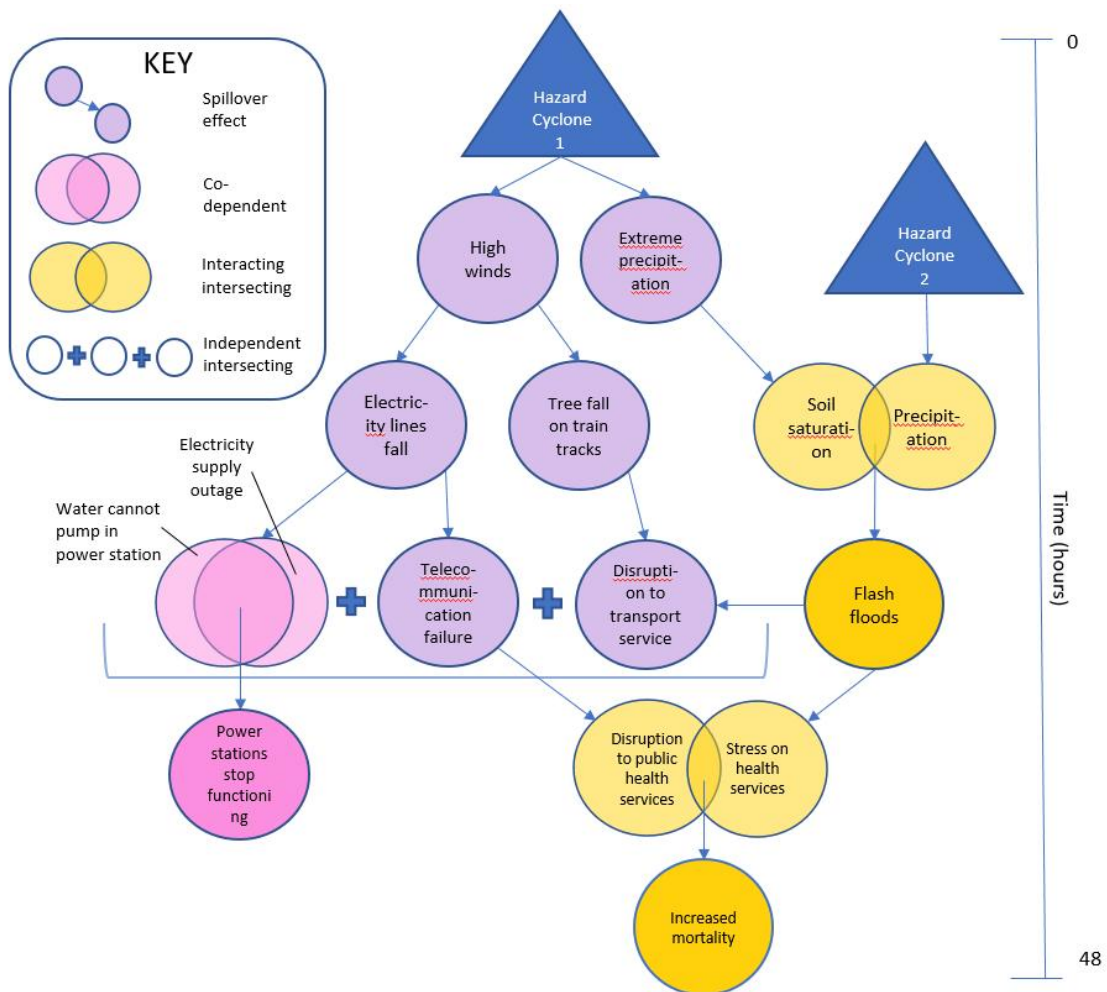 KEY
Spillover
effect
Co-
dependent
Interacting
intersecting
Independent
intersecting
0
Hazard
Cyclone
1
Hazard
Cyclone
2
High
winds
Extreme
precipit-
ation
Electric-
ity lines
fall
Tree fall
on train
tracks
Soil
saturati-
on
Precipit-
ation
Electricity
supply
outage
Water cannot
pump in
power station
Teleco-
mmuni-
cation
failure
Disrupti-
on to
transport
service
Flash
floods
Time (hours)
Power
stations
stop
functioni
ng
Disruption
to public
health
services
Stress on
health
services
Increased
mortality
48